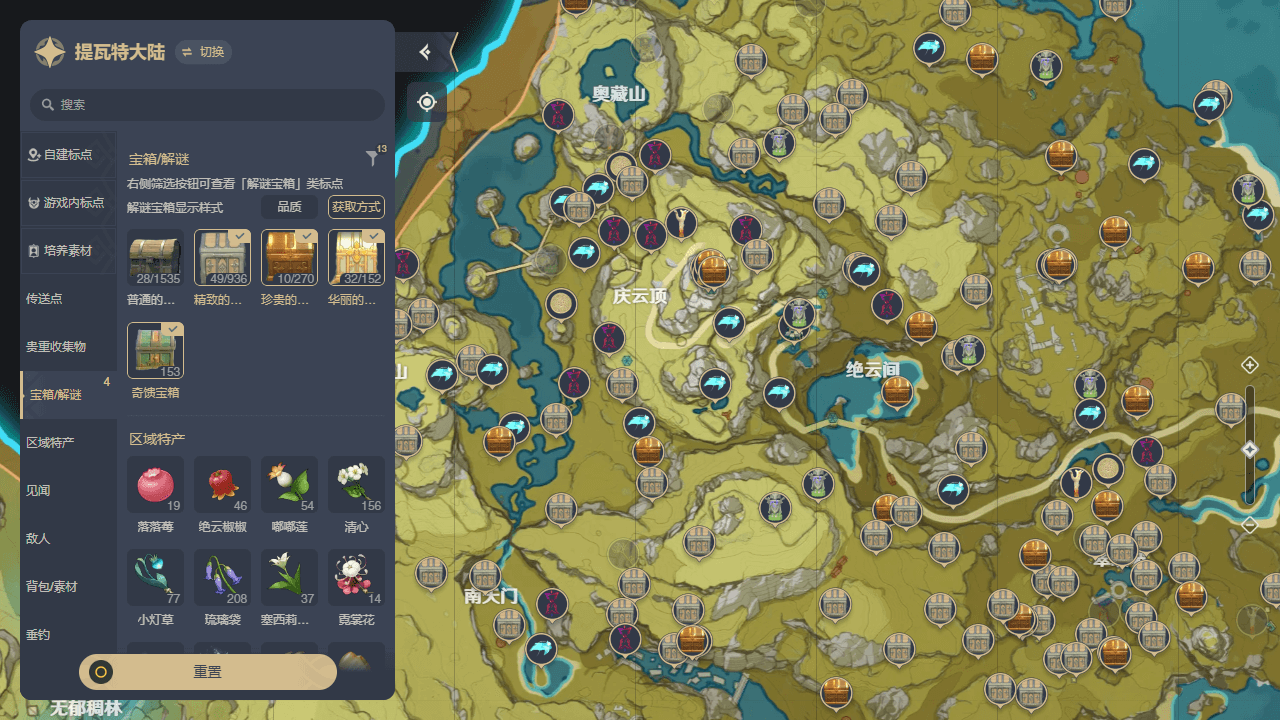 提瓦特大陆
切换
搜索
自建标点
游戏内标点
培养素材
传送点
贵重收集物
宝箱/解谜
4
区域特产
见闻
敌人
背包/素材
重钓
宝箱/解谜
13
右侧筛选按钮可查看「解谜宝箱」类标点
解谜宝箱显示样式
品质
获取方式
28/1535
49/936
10/270
32/152
普通的...
精致的...
珍贵的...
华丽的...
153
奇馈宝箱
区域特产
19
46
54
156
落落莓
绝云椒椒
嘟嘟莲
清心
77
208
37
14
小灯草
琉璃袋
塞西莉...
霓裳花
重置
奥藏山
庆云顶
绝云间
山
南天门
无郁稠林